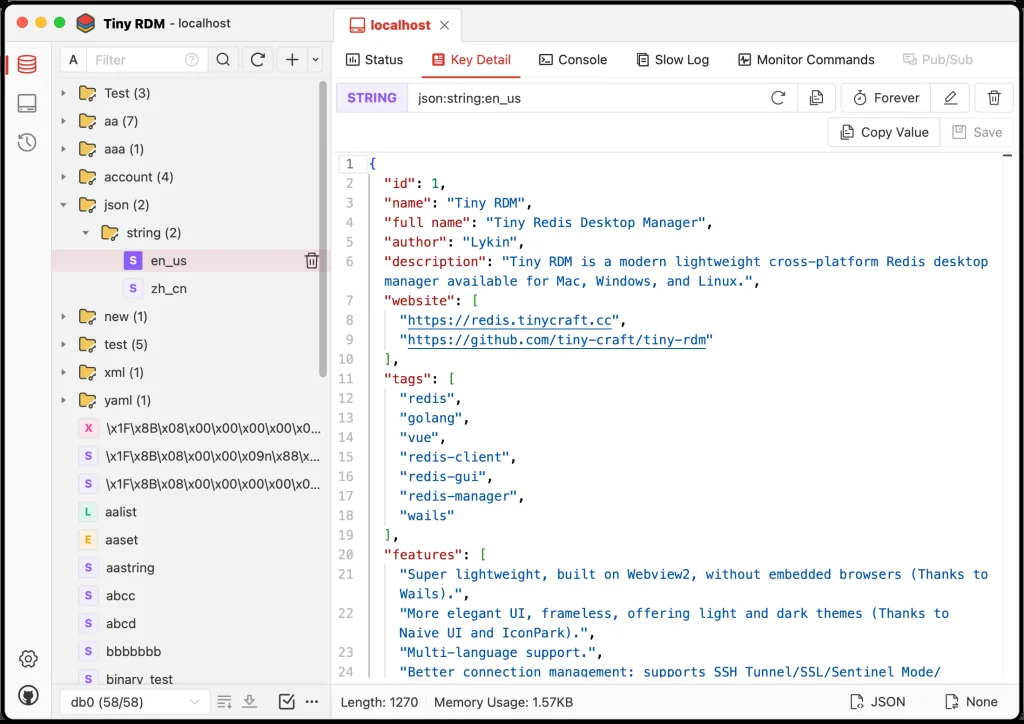 Tiny RDM - localhost
localhost
A Filter
Status Key Detail Console Slow Log Monitor Commands Pub/Sub
STRING json:string:en_us Forever
Copy Value Save
Test (3)
aa (7)
aaa (1)
account (4)
json (2)
string (2)
S en_us
S zh_cn
new (1)
test (5)
xml (1)
yaml (1)
X \x1F\x8B\x08\x00\x00\x00\x00\x0...
S \x1F\x8B\x08\x00\x00\x09n\x88\x...
S \x1F\x8B\x08\x00\x00\x00\x00\x0...
L aalist
E aaset
S aastring
S abcc
S abcd
S bbbbbbb
S binary_test
db0 (58/58)
1 {
2 "id": 1,
3 "name": "Tiny RDM",
4 "full name": "Tiny Redis Desktop Manager",
5 "author": "Lykin",
6 "description": "Tiny RDM is a modern lightweight cross-platform Redis desktop
manager available for Mac, Windows, and Linux.",
7 "website": [
8 "https://redis.tinycraft.cc",
9 "https://github.com/tiny-craft/tiny-rdm"
10 ],
11 "tags": [
12 "redis",
13 "golang",
14 "vue",
15 "redis-client",
16 "redis-gui",
17 "redis-manager",
18 "wails"
19 ],
20 "features": [
21 "Super lightweight, built on Webview2, without embedded browsers (Thanks to
Wails).",
22 "More elegant UI, frameless, offering light and dark themes (Thanks to
Naive UI and IconPark).",
23 "Multi-language support.",
24 "Better connection management: supports SSH Tunnel/SSL/Sentinel Mode/
Length: 1270 Memory Usage: 1.57KB JSON None